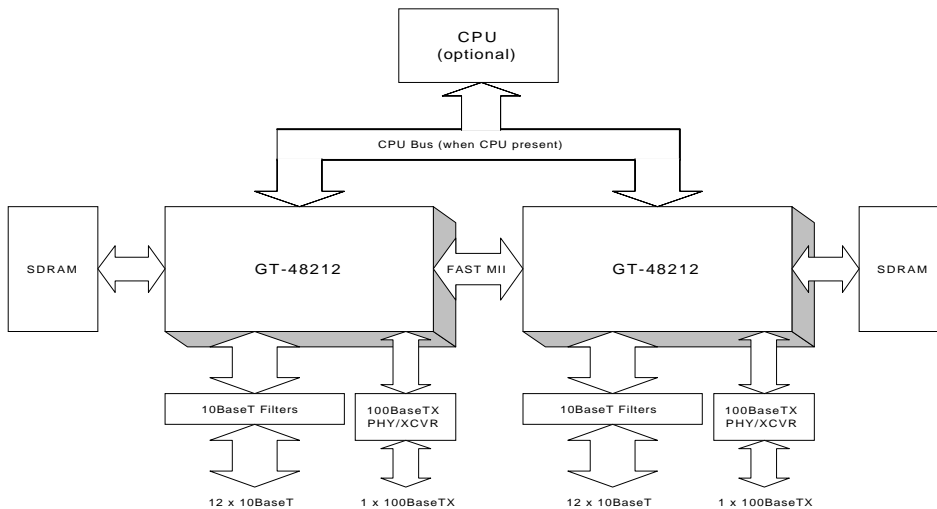 CPU
(optional)
CPU Bus (when CPU present)
SDRAM
GT-48212
FAST MII
GT-48212
SDRAM
10BaseT Filters
100BaseTX
PHY/XCVR
10BaseT Filters
100BaseTX
PHY/XCVR
12 x 10BaseT
1 x 100BaseTX
12 x 10BaseT
1 x 100BaseTX